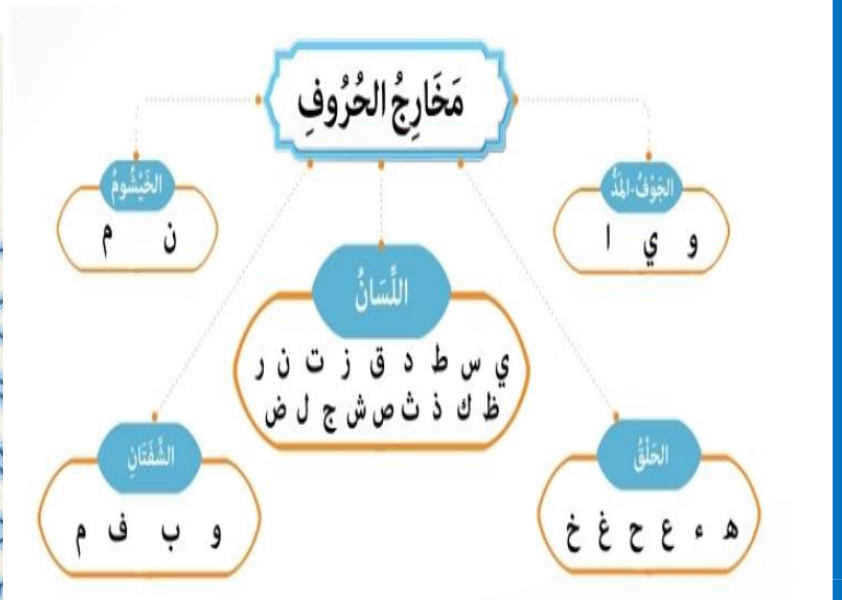 مَخَارِجُ الحُرُوفِ
الجَوْفُ-المَدُّ
و ي ا
الخَيْشُومُ
ن م
اللِّسَانُ
ي س ط د ق ز ت ن ر
ظ ك ذ ث ص ش ج ل ض
الحَلْقُ
ه ء ع ح غ خ
الشَّفَتَانِ
و ب ف م